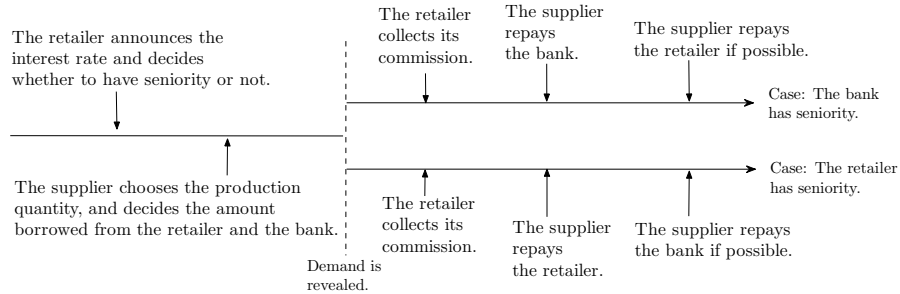 The retailer announces the
interest rate and decides
whether to have seniority or not.
The supplier chooses the production
quantity, and decides the amount
borrowed from the retailer and the bank.
Demand is
revealed.
The retailer
collects its
commission.
The supplier
repays
the bank.
The supplier repays
the retailer if possible.
Case: The bank
has seniority.
The retailer
collects its
commission.
The supplier
repays
the retailer.
The supplier repays
the bank if possible.
Case: The retailer
has seniority.